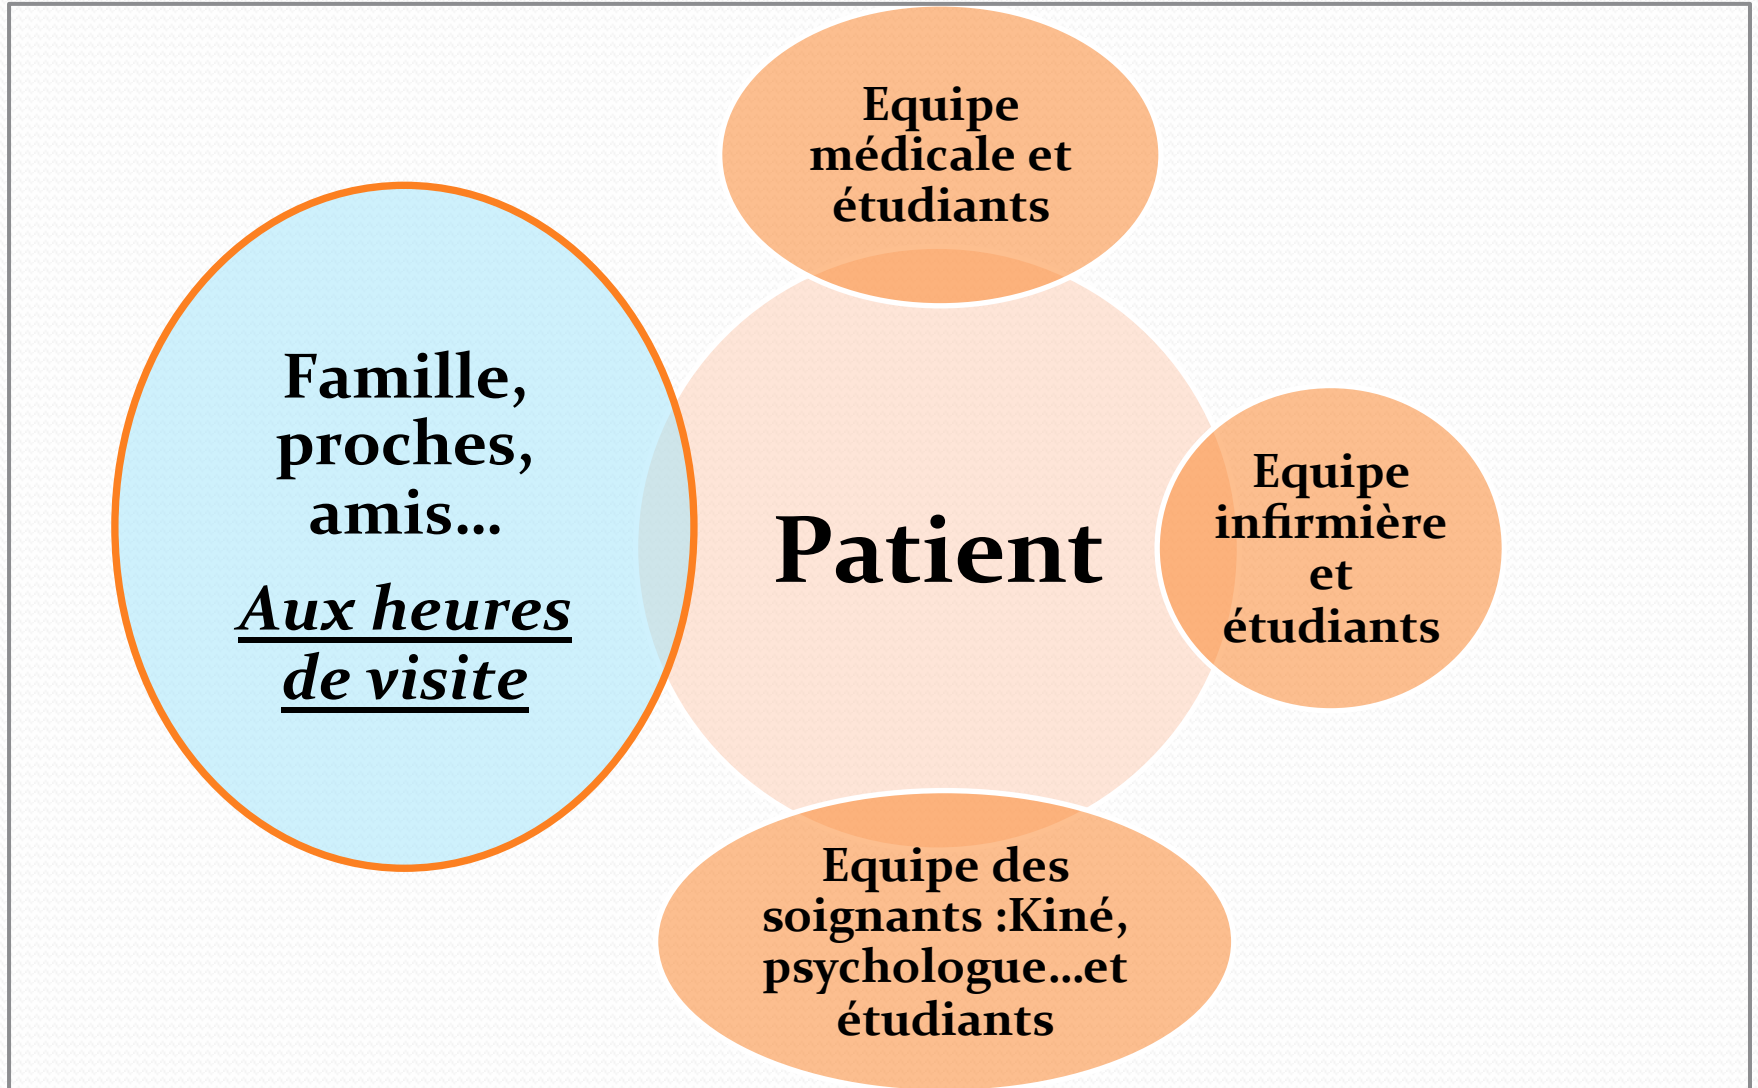 Equipe
médicale et
étudiants
Famille,
proches,
amis...
Aux heures
de visite
Patient
Equipe
infirmière
et
étudiants
Equipe des
soignants :Kiné,
psychologue...et
étudiants